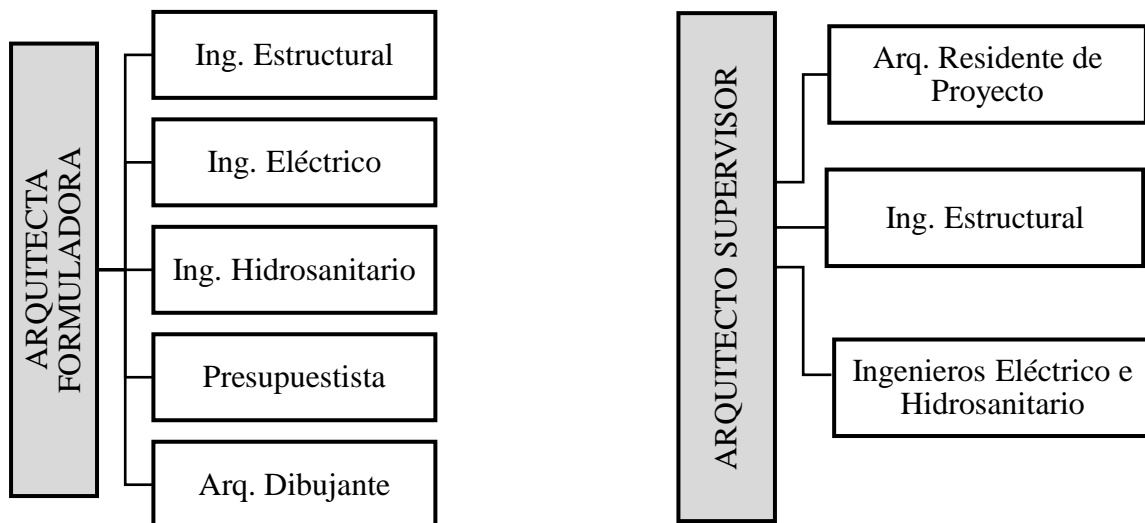 ARQUITECTA
FORMULADORA
Ing. Estructural
Ing. Eléctrico
Ing. Hidrosanitario
Presupuestista
Arq. Dibujante
ARQUITECTO SUPERVISOR
Arq. Residente de
Proyecto
Ing. Estructural
Ingenieros Eléctrico e
Hidrosanitario